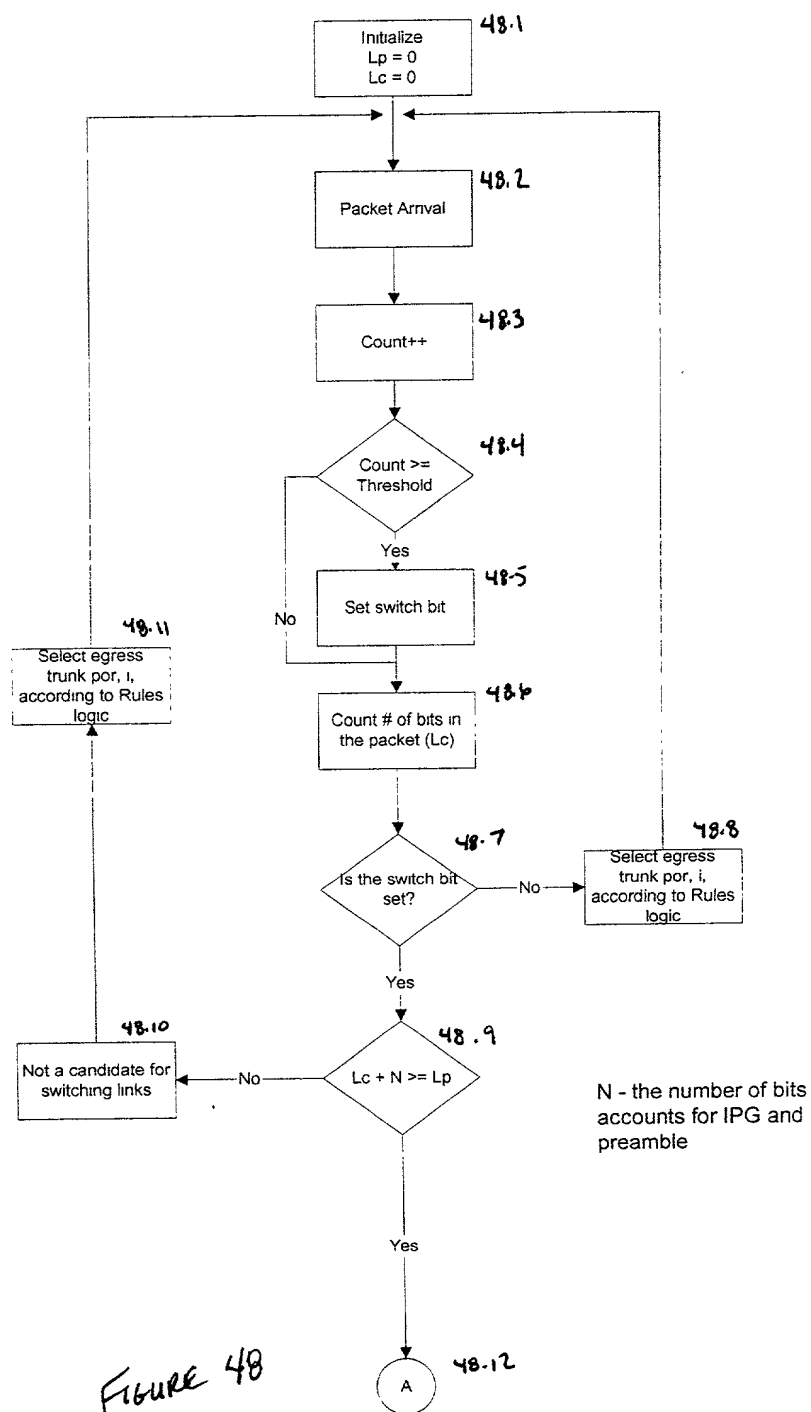 48.1
Initialize
Lp = 0
Lc = 0
48.2
Packet Arrival
48.3
Count++
48.4
Count >=
Threshold
Yes
48.5
Set switch bit
No
48.11
Select egress
trunk por, i,
according to Rules
logic
48.6
Count # of bits in
the packet (Lc)
48.7
Is the switch bit
set?
No
48.8
Select egress
trunk por, i,
according to Rules
logic
Yes
48.9
Lc + N >= Lp
No
48.10
Not a candidate for
switching links
N - the number of bits
accounts for IPG and
preamble
Yes
48.12
A
FIGURE 48